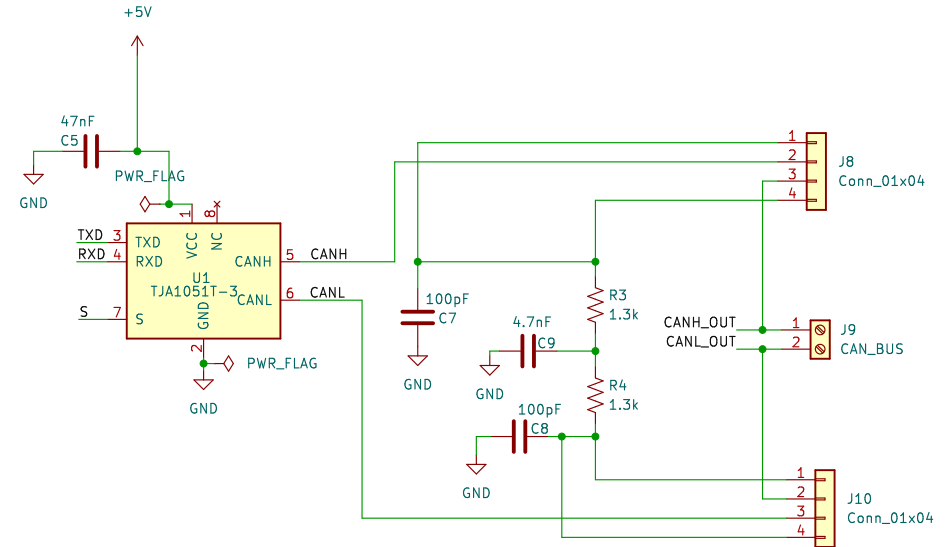 +5V
47nF
C5
GND
PWR_FLAG
1
8
VCC
NC
TXD 3 TXD
RXD 4 RXD
S 7 S
U1
TJA1051T-3
CANH 5 CANH
CANL 6 CANL
GND
2
PWR_FLAG
GND
100pF
C7
GND
4.7nF
C9
GND
100pF
C8
GND
R3
1.3k
R4
1.3k
1
2
3
4
J8
Conn_01x04
CANH_OUT 1
CANL_OUT 2
J9
CAN_BUS
1
2
3
4
J10
Conn_01x04